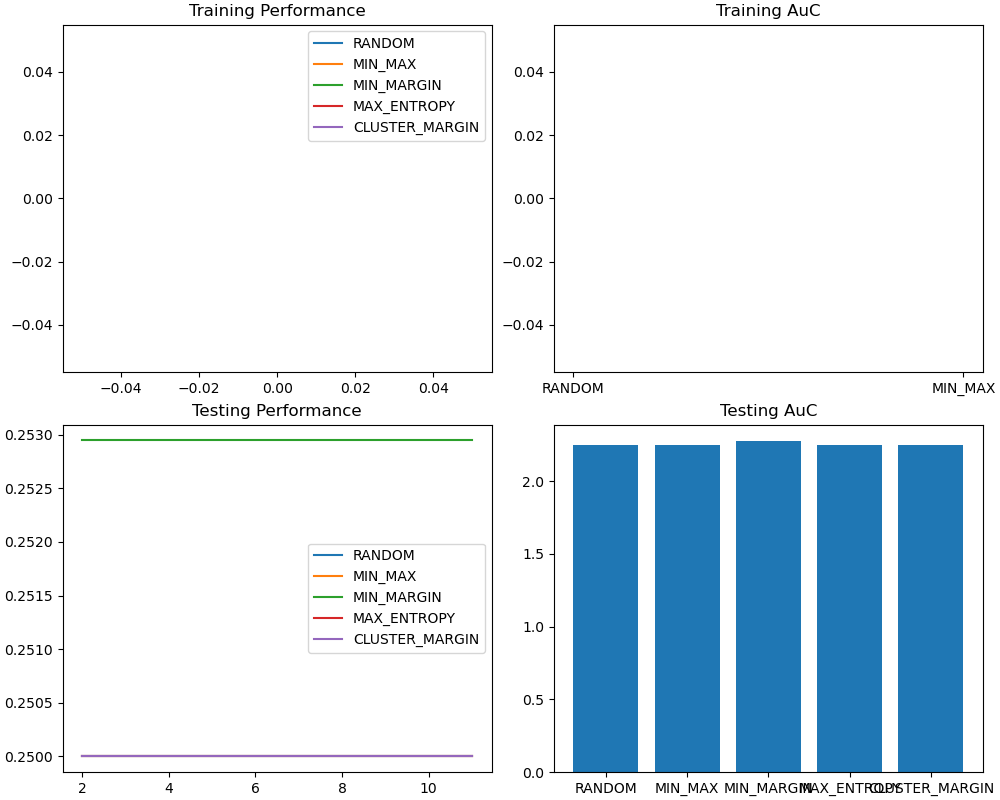 Training Performance
0.04
0.02
0.00
−0.02
−0.04
RANDOM
MIN_MAX
MIN_MARGIN
MAX_ENTROPY
CLUSTER_MARGIN
−0.04 −0.02 0.00 0.02 0.04
Training AuC
0.04
0.02
0.00
−0.02
−0.04
RANDOM MIN_MAX
Testing Performance
0.2530
0.2525
0.2520
0.2515
0.2510
0.2505
0.2500
RANDOM
MIN_MAX
MIN_MARGIN
MAX_ENTROPY
CLUSTER_MARGIN
2 4 6 8 10
Testing AuC
2.0
1.5
1.0
0.5
0.0
RANDOM MIN_MAX MIN_MARGIN MAX_ENTROPY CLUSTER_MARGIN